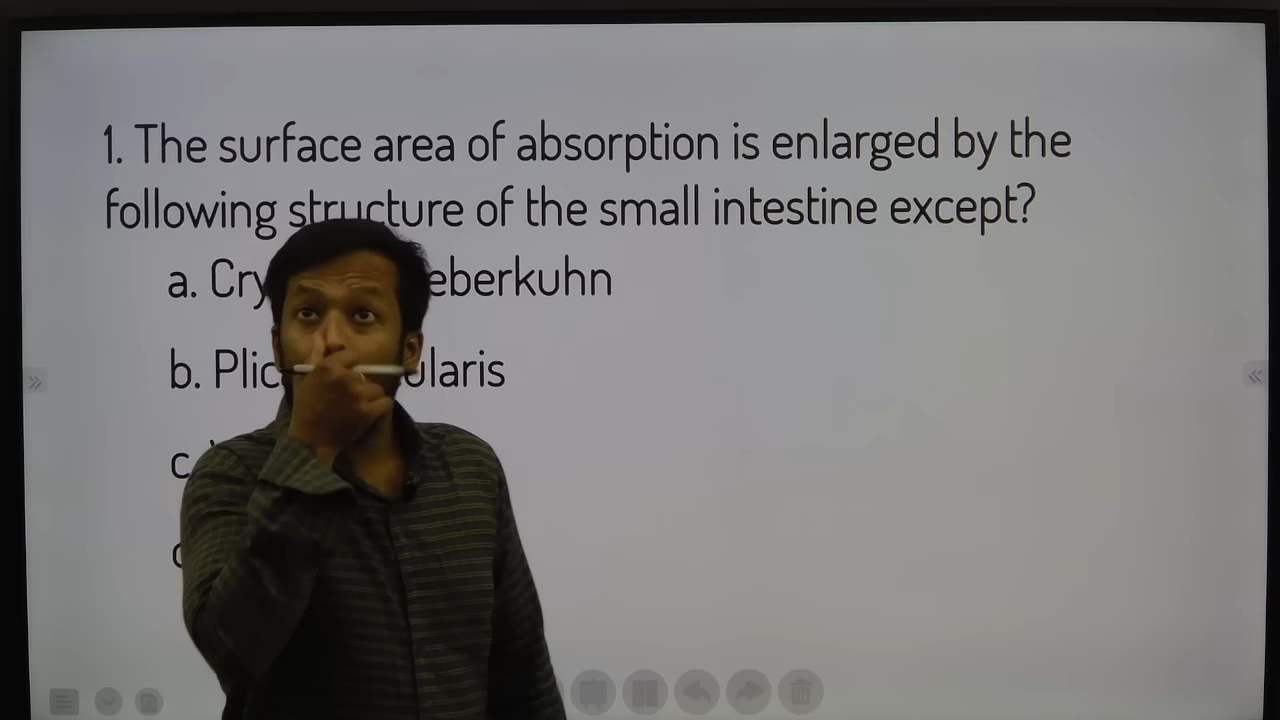 1. The surface area of absorption is enlarged by the
following structure of the small intestine except?
a. Cry eberkuhn
b. Plic ularis
c